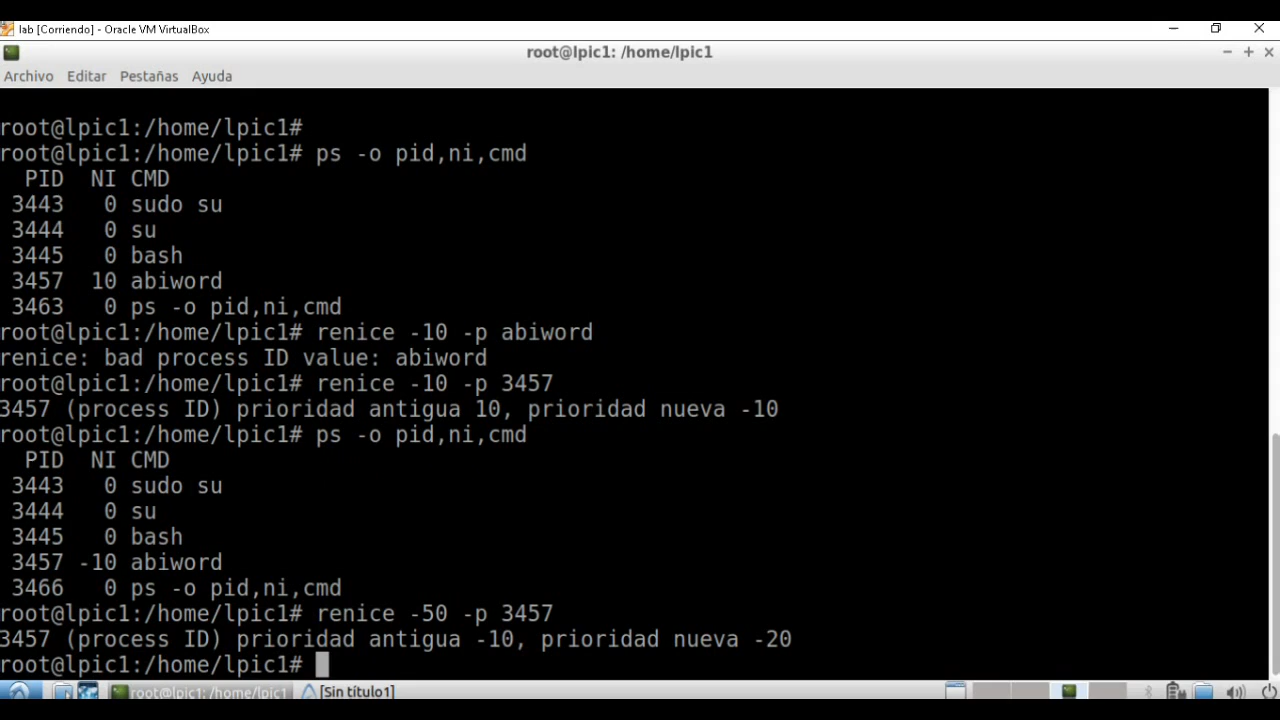 lab [Corriendo] - Oracle VM VirtualBox
root@lpic1: /home/lpic1
Archivo Editar Pestañas Ayuda
root@lpic1:/home/lpic1#
root@lpic1:/home/lpic1# ps -o pid,ni,cmd
PID NI CMD
3443 0 sudo su
3444 0 su
3445 0 bash
3457 10 abiword
3463 0 ps -o pid,ni,cmd
root@lpic1:/home/lpic1# renice -10 -p abiword
renice: bad process ID value: abiword
root@lpic1:/home/lpic1# renice -10 -p 3457
3457 (process ID) prioridad antigua 10, prioridad nueva -10
root@lpic1:/home/lpic1# ps -o pid,ni,cmd
PID NI CMD
3443 0 sudo su
3444 0 su
3445 0 bash
3457 -10 abiword
3466 0 ps -o pid,ni,cmd
root@lpic1:/home/lpic1# renice -50 -p 3457
3457 (process ID) prioridad antigua -10, prioridad nueva -20
root@lpic1:/home/lpic1#
root@lpic1: /home/lpic1 [Sin título1]